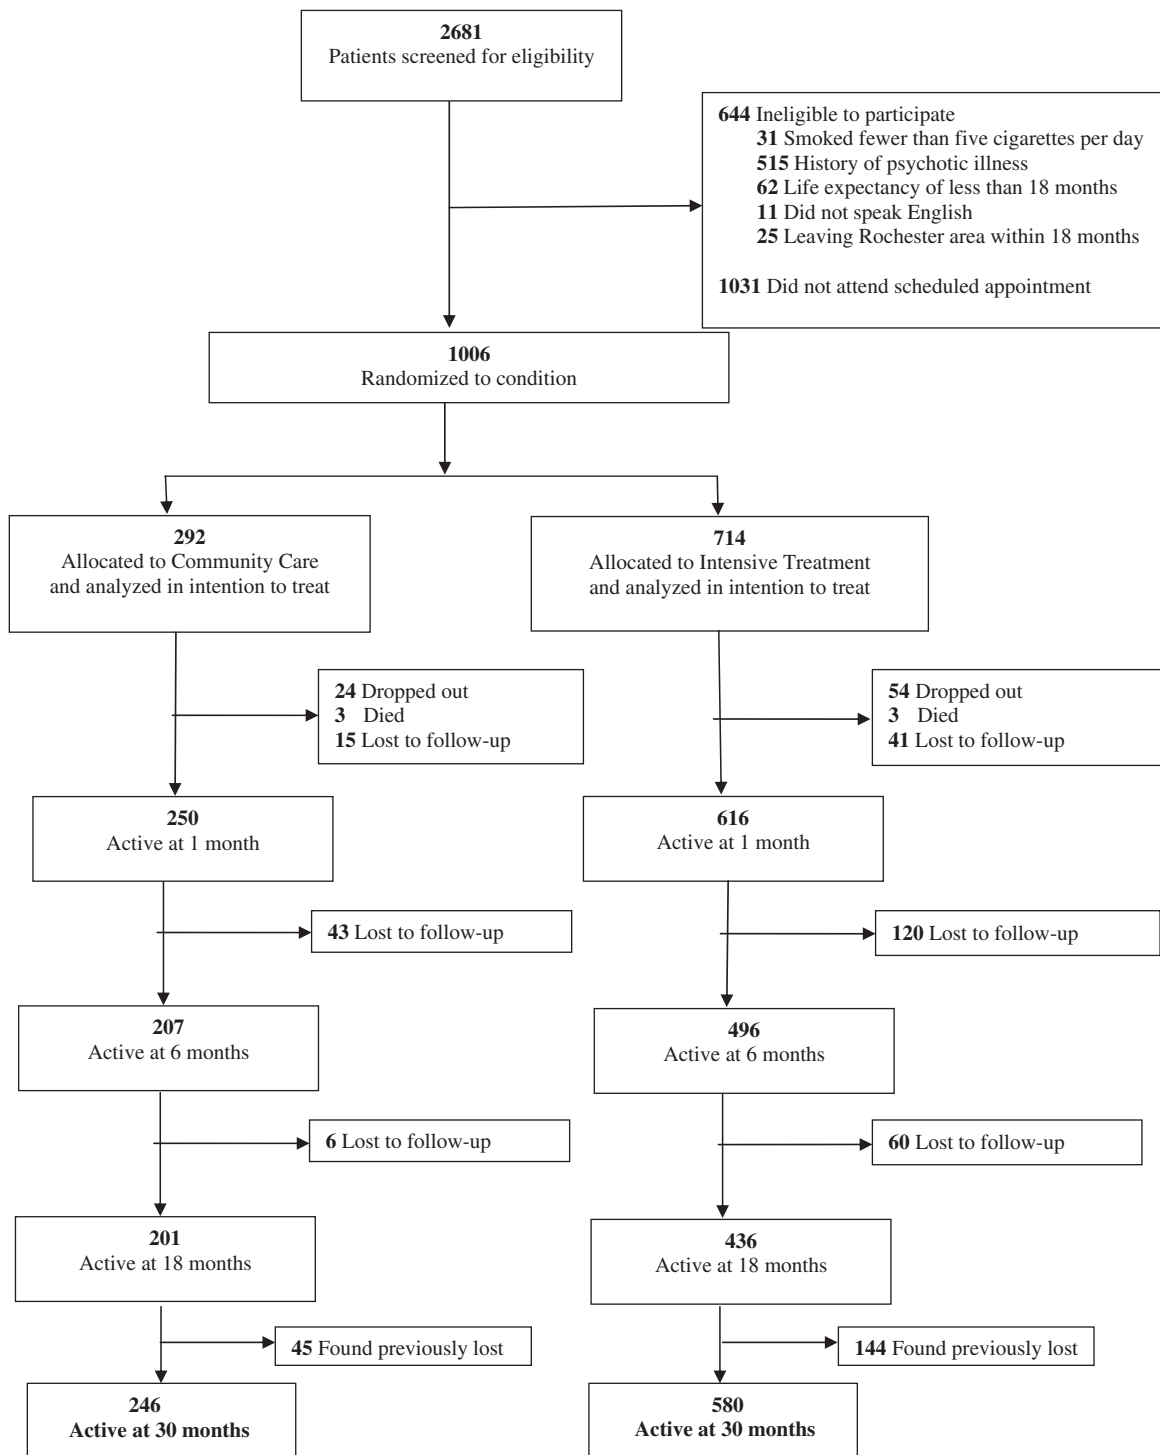 2681
Patients screened for eligibility
644 Ineligible to participate
31 Smoked fewer than five cigarettes per day
515 History of psychotic illness
62 Life expectancy of less than 18 months
11 Did not speak English
25 Leaving Rochester area within 18 months
1031 Did not attend scheduled appointment
1006
Randomized to condition
292
Allocated to Community Care
and analyzed in intention to treat
714
Allocated to Intensive Treatment
and analyzed in intention to treat
24 Dropped out
3 Died
15 Lost to follow-up
54 Dropped out
3 Died
41 Lost to follow-up
250
Active at 1 month
616
Active at 1 month
43 Lost to follow-up
120 Lost to follow-up
207
Active at 6 months
496
Active at 6 months
6 Lost to follow-up
60 Lost to follow-up
201
Active at 18 months
436
Active at 18 months
45 Found previously lost
144 Found previously lost
246
Active at 30 months
580
Active at 30 months